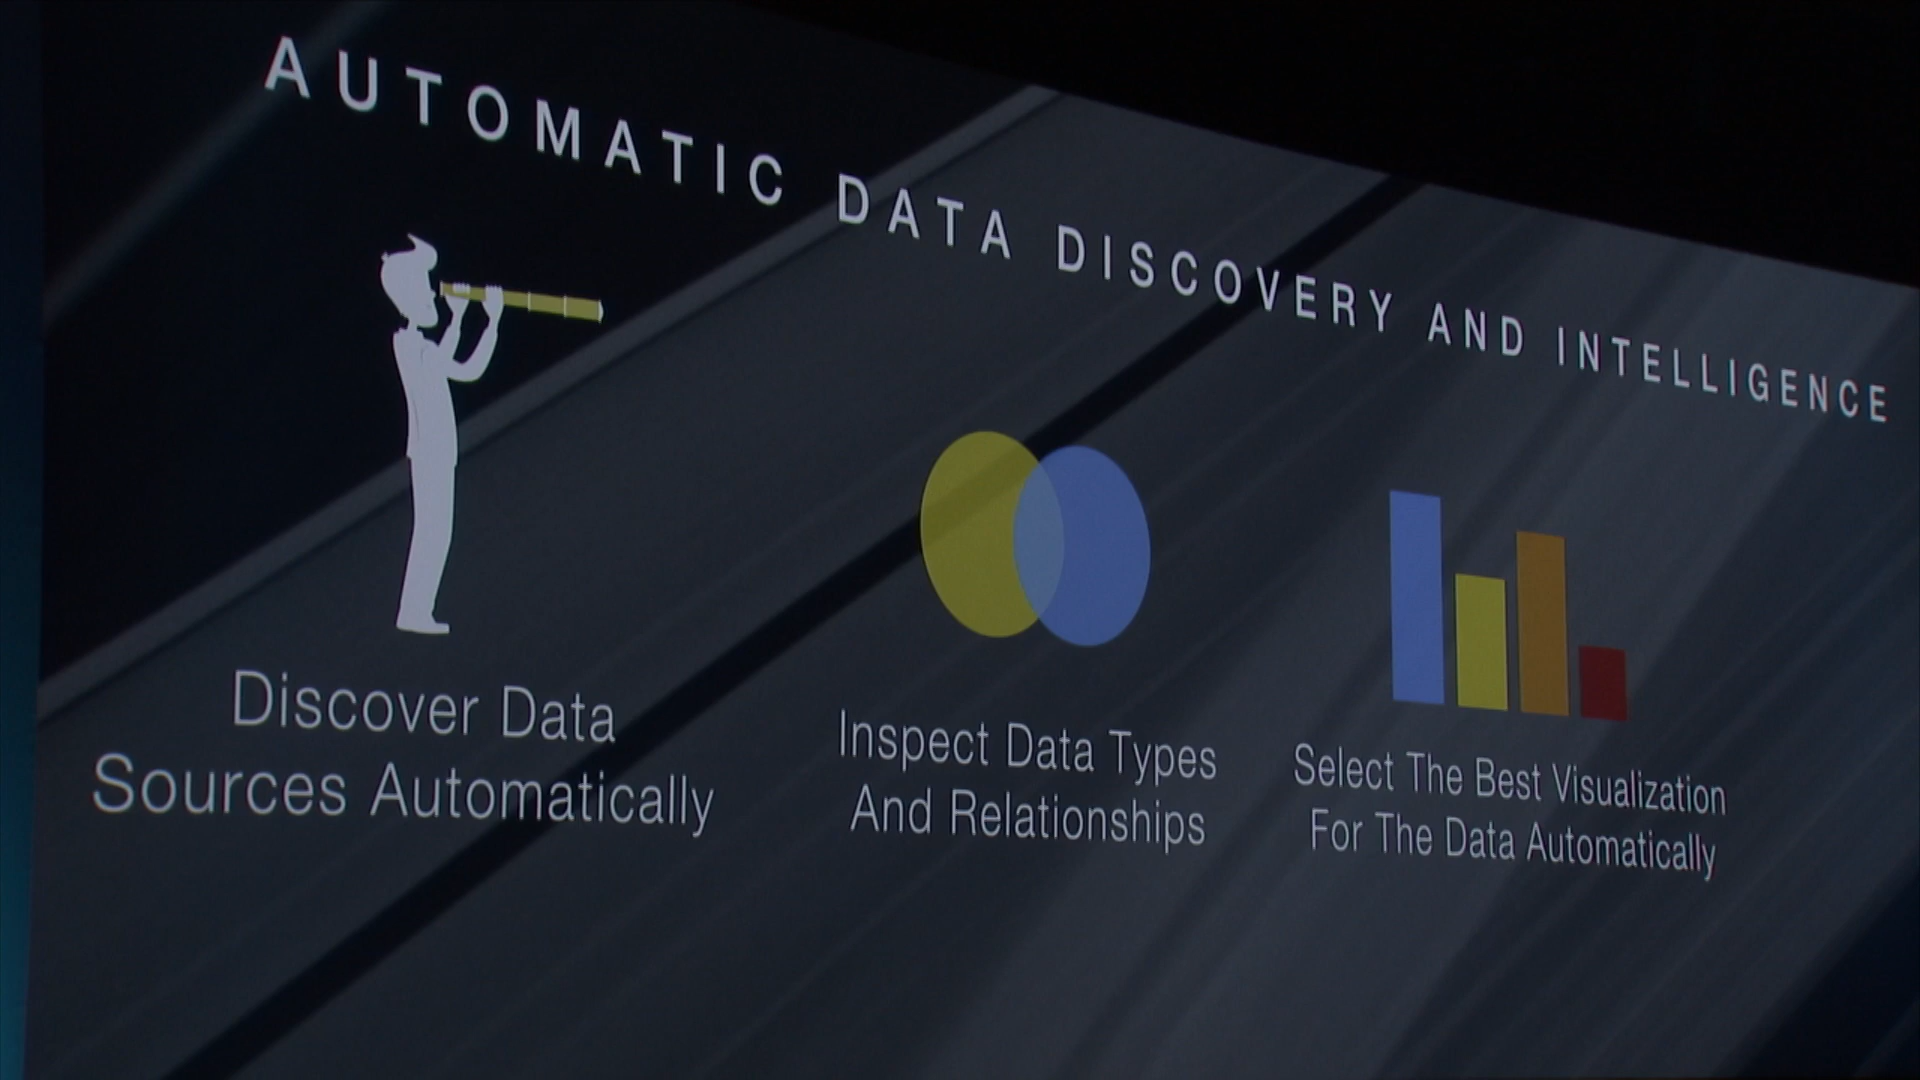 AUTOMATIC DATA DISCOVERY AND INTELLIGENCE
Discover Data
Sources Automatically
Inspect Data Types
And Relationships
Select The Best Visualization
For The Data Automatically